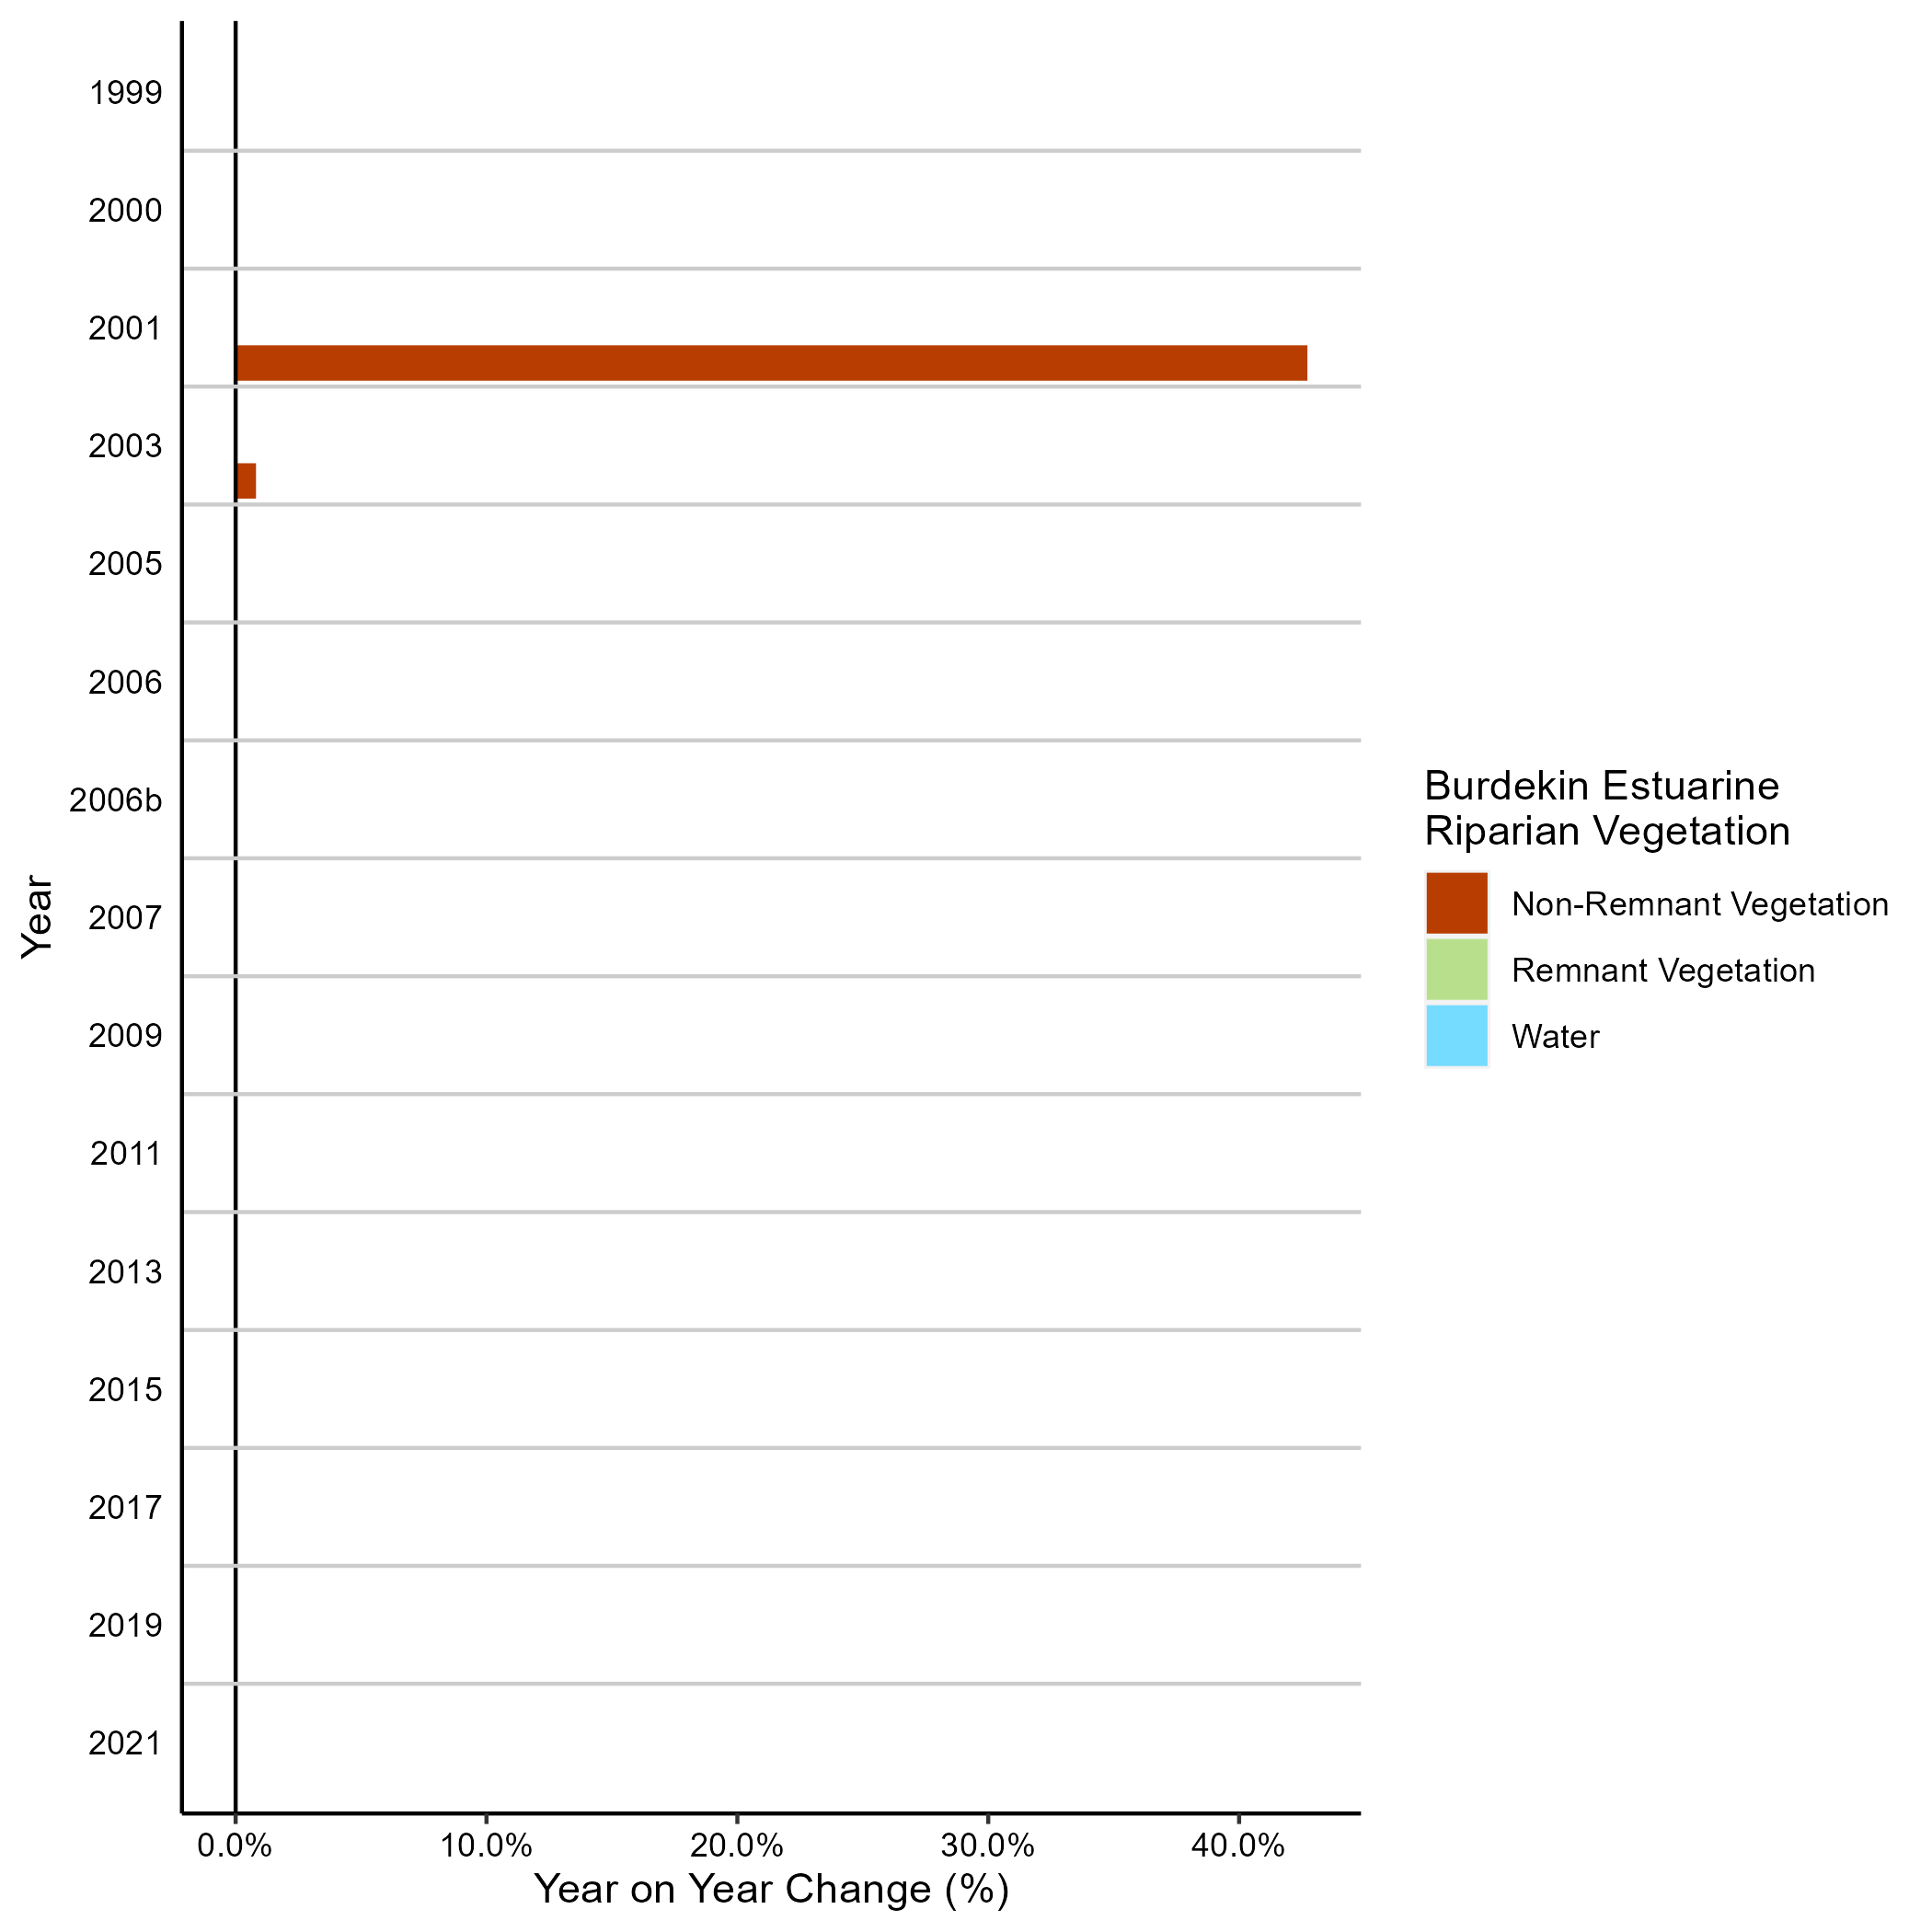 1999
2000
2001
2003
2005
2006
2006b
2007
2009
2011
2013
2015
2017
2019
2021
Year
0.0% 10.0% 20.0% 30.0% 40.0%
Year on Year Change (%)
Burdekin Estuarine
Riparian Vegetation
Non-Remnant Vegetation
Remnant Vegetation
Water